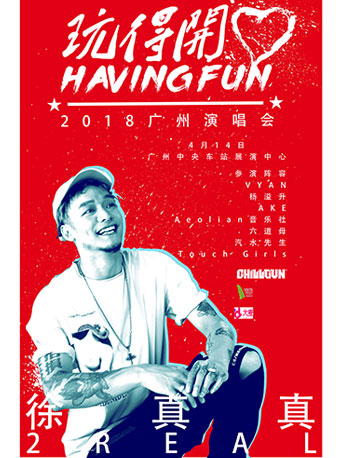 玩得開
HAVING FUN
2018广州演唱会
4月14日
广州中央车站展演中心
参演阵容
VYAN
杨溢升
AKE
Aeolian音乐社
六道母
汽水先生
Touch Girls
CHILLGUN
徐真真
2REAL